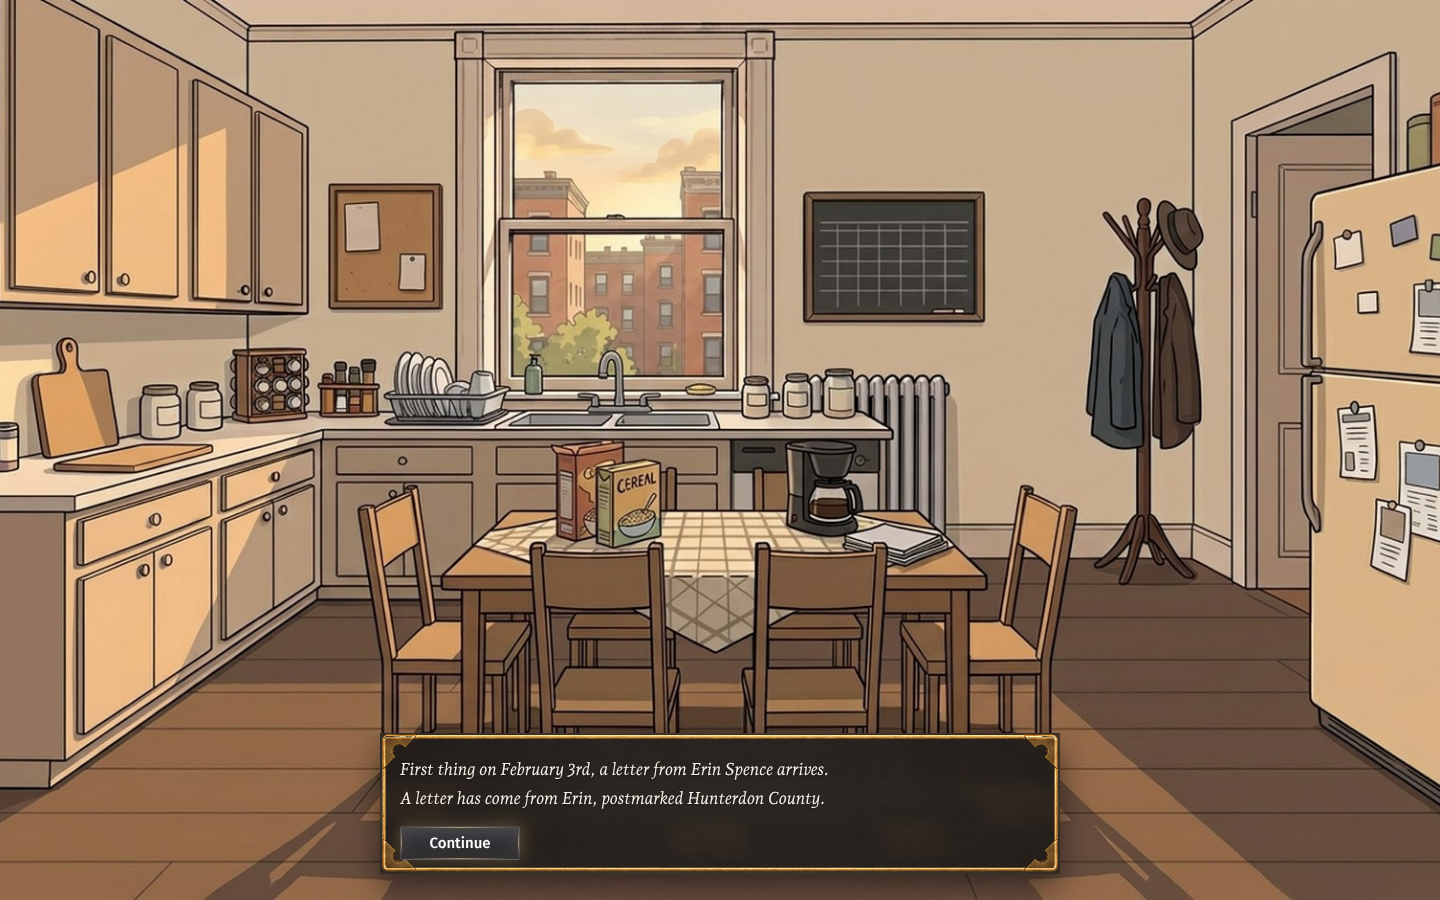 CEREAL
First thing on February 3rd, a letter from Erin Spence arrives.
A letter has come from Erin, postmarked Hunterdon County.
Continue